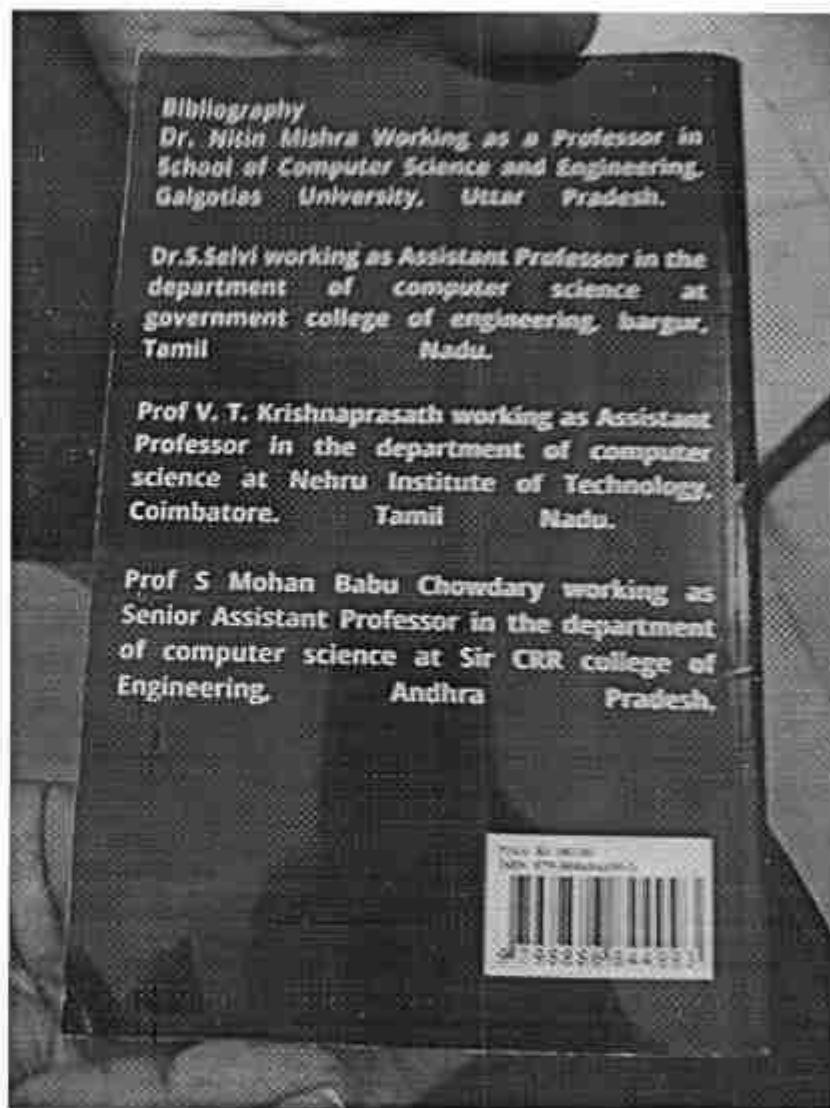 Bibliography
Dr. Nitin Mishra Working as a Professor in
School of Computer Science and Engineering,
Galgotias University, Uttar Pradesh.
Dr.S.Selvi working as Assistant Professor in the
department of computer science at
government college of engineering, bargur,
Tamil Nadu.
Prof V. T. Krishnaprasath working as Assistant
Professor in the department of computer
science at Nehru Institute of Technology,
Coimbatore. Tamil Nadu.
Prof S Mohan Babu Chowdary working as
Senior Assistant Professor in the department
of computer science at Sir CRR college of
Engineering, Andhra Pradesh.
Price
ISBN